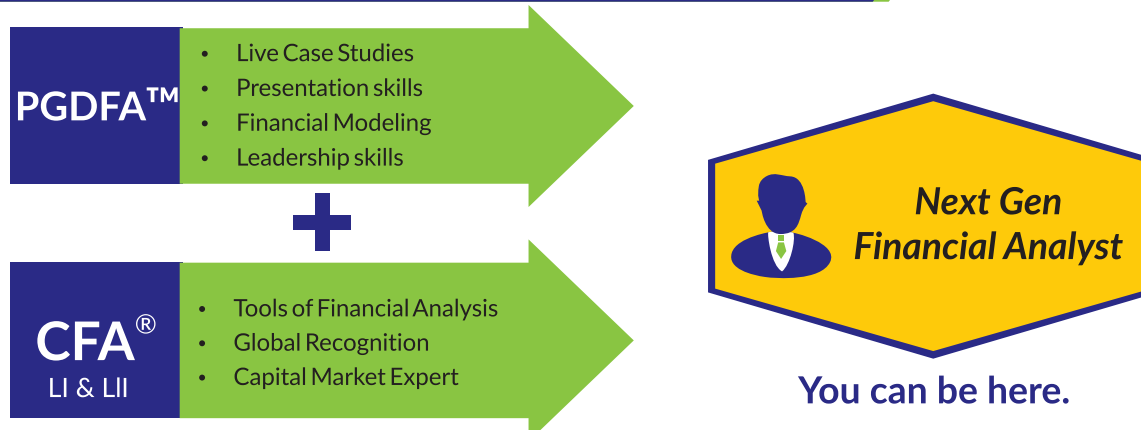 PGDFA™
• Live Case Studies
• Presentation skills
• Financial Modeling
• Leadership skills
CFA®
LI & LII
• Tools of Financial Analysis
• Global Recognition
• Capital Market Expert
Next Gen
Financial Analyst
You can be here.